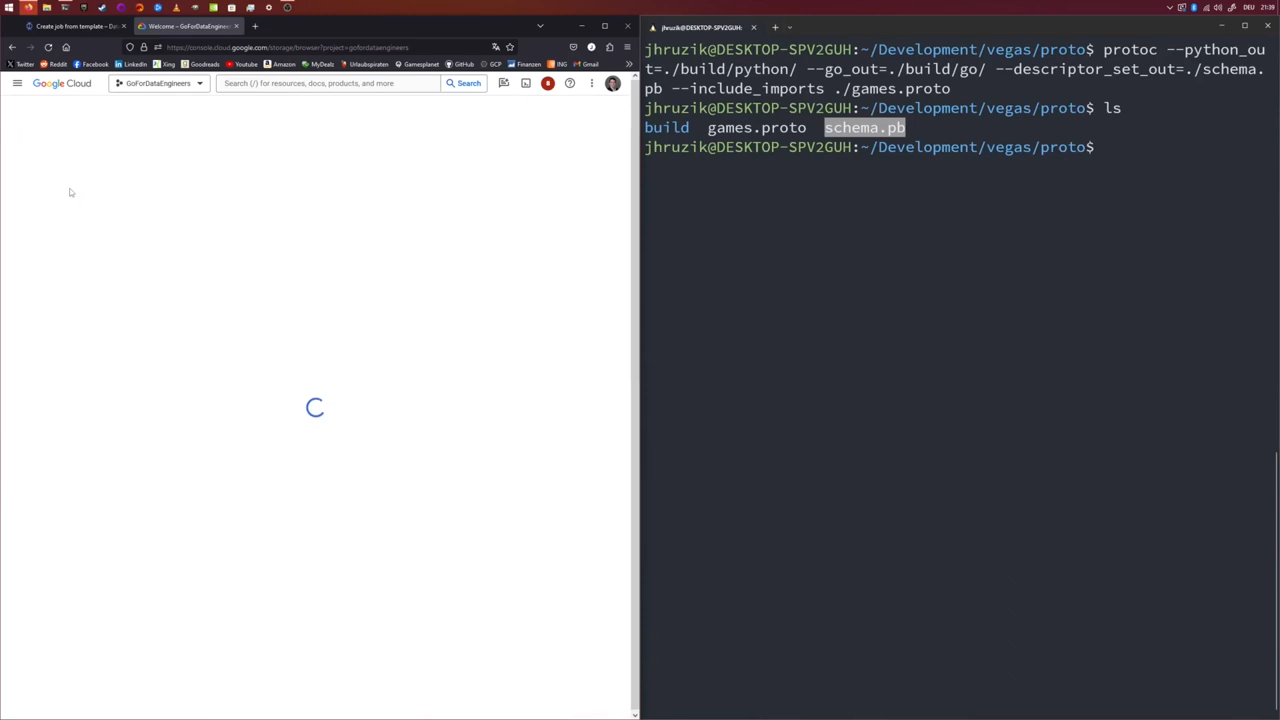 DEU 21:39
Create job from template – Dat
Welcome – GoForDataEngineers
https://console.cloud.google.com/storage/browser?project=gofordataengineers
Twitter Reddit Facebook LinkedIn Xing Goodreads Youtube Amazon MyDealz Urlaubspiraten Gamesplanet GitHub GCP Finanzen ING Gmail
Google Cloud GoForDataEngineers Search (/) for resources, docs, products, and more Search
jhruzik@DESKTOP-SPV2GUH:
jhruzik@DESKTOP-SPV2GUH:~/Development/vegas/proto$ protoc --python_ou
t=./build/python/ --go_out=./build/go/ --descriptor_set_out=./schema.
pb --include_imports ./games.proto
jhruzik@DESKTOP-SPV2GUH:~/Development/vegas/proto$ ls
build games.proto schema.pb
jhruzik@DESKTOP-SPV2GUH:~/Development/vegas/proto$